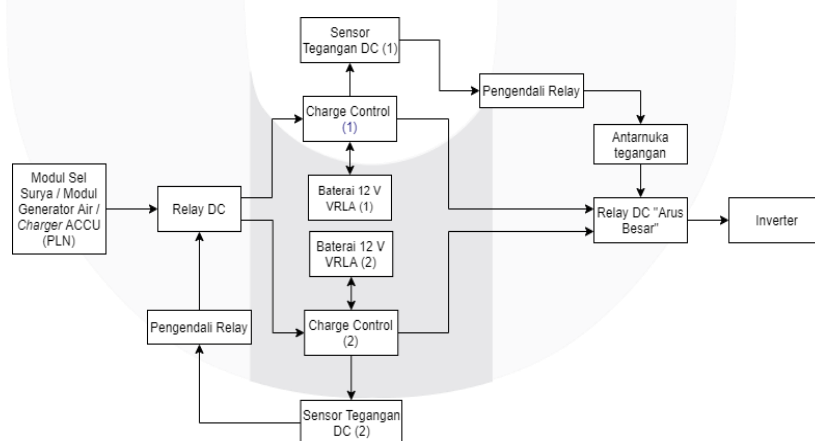 Sensor
Tegangan DC (1)
Pengendali Relay
Charge Control
(1)
Antarnuka
tegangan
Modul Sel
Surya / Modul
Generator Air /
Charger ACCU
(PLN)
Relay DC
Baterai 12 V
VRLA (1)
Relay DC "Arus
Besar"
Inverter
Baterai 12 V
VRLA (2)
Pengendali Relay
Charge Control
(2)
Sensor Tegangan
DC (2)